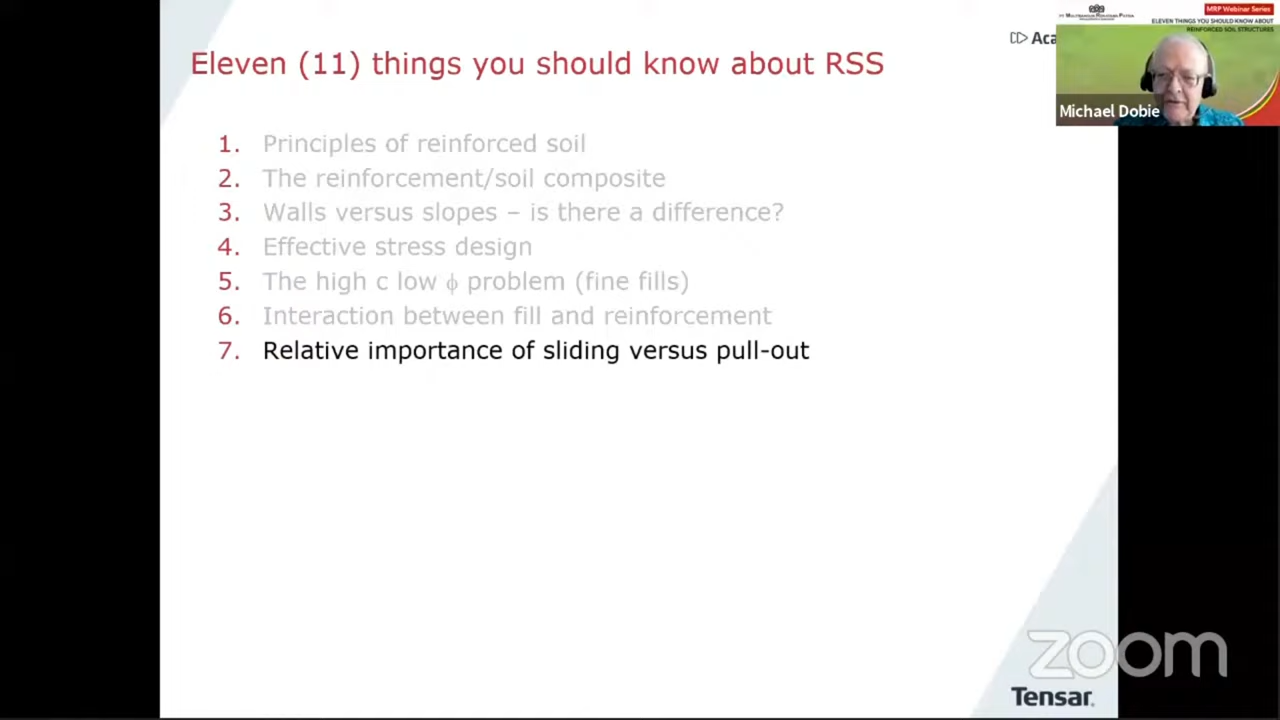 MRP Webinar Series
ELEVEN THINGS YOU SHOULD KNOW ABOUT
REINFORCED SOIL STRUCTURES
Aca
Michael Dobie
Eleven (11) things you should know about RSS
1. Principles of reinforced soil
2. The reinforcement/soil composite
3. Walls versus slopes – is there a difference?
4. Effective stress design
5. The high c low ϕ problem (fine fills)
6. Interaction between fill and reinforcement
7. Relative importance of sliding versus pull-out
zoom
Tensar